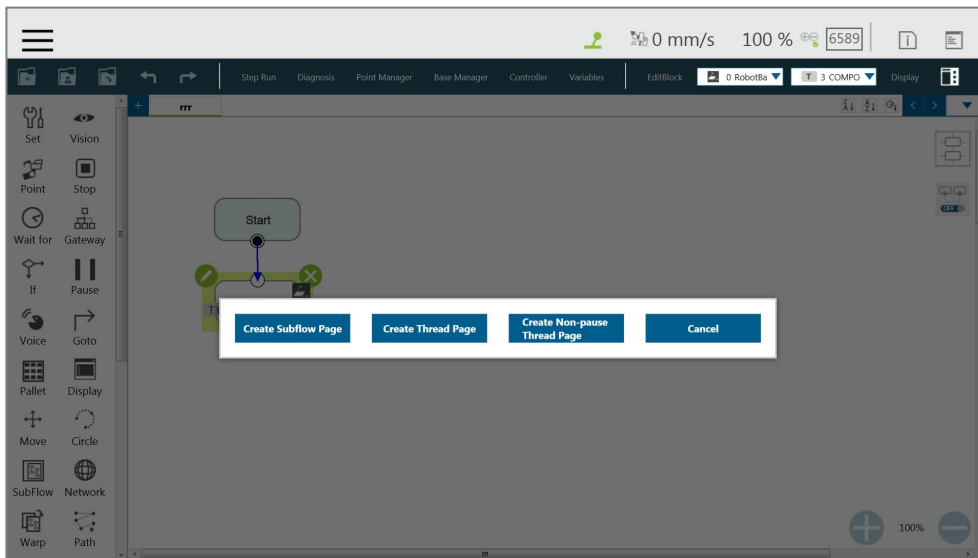 0 mm/s 100 % 6589
Step Run Diagnosis Point Manager Base Manager Controller Variables EditBlock 0 RobotBa T 3 COMPO Display
+ rrr
Set Vision
Point Stop
Wait for Gateway
If Pause
Voice Goto
Pallet Display
Move Circle
SubFlow Network
Warp Path
OFF
Start
T3
Create Subflow Page Create Thread Page Create Non-pause
Thread Page Cancel
100%